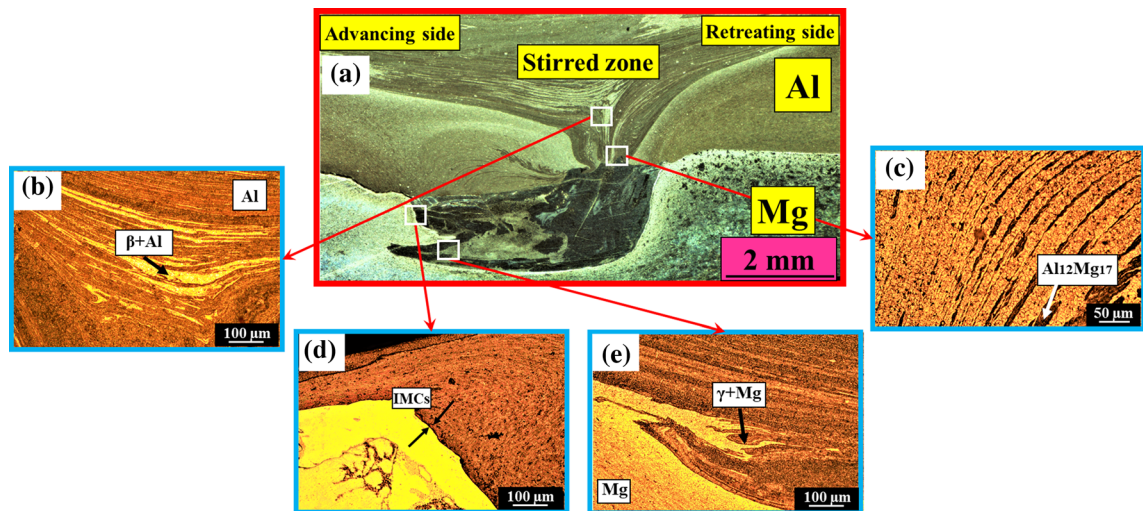 Advancing side
Retreating side
(a)
Stirred zone
Al
Mg
2 mm
(b)
Al
β+Al
100 μm
(c)
Al12Mg17
50 μm
(d)
IMCs
100 μm
(e)
γ+Mg
Mg
100 μm